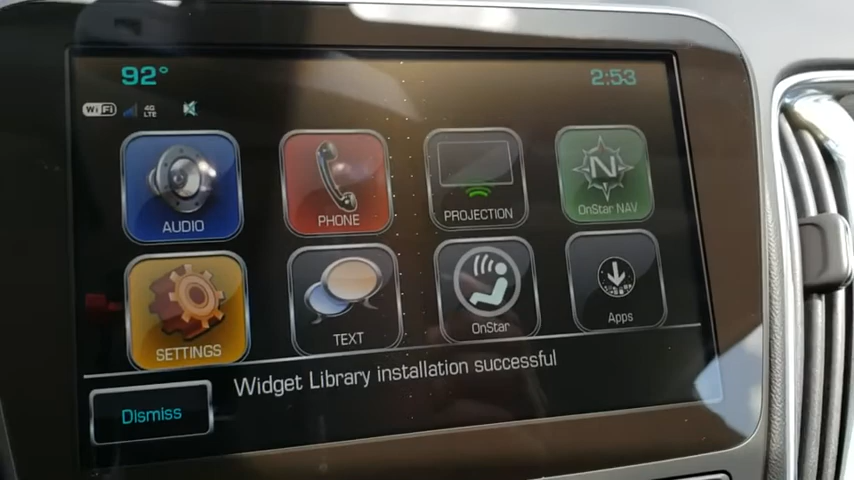 92°
2:53
WiFi
4G
LTE
AUDIO
PHONE
PROJECTION
N
OnStar NAV
SETTINGS
TEXT
OnStar
Apps
Widget Library installation successful
Dismiss